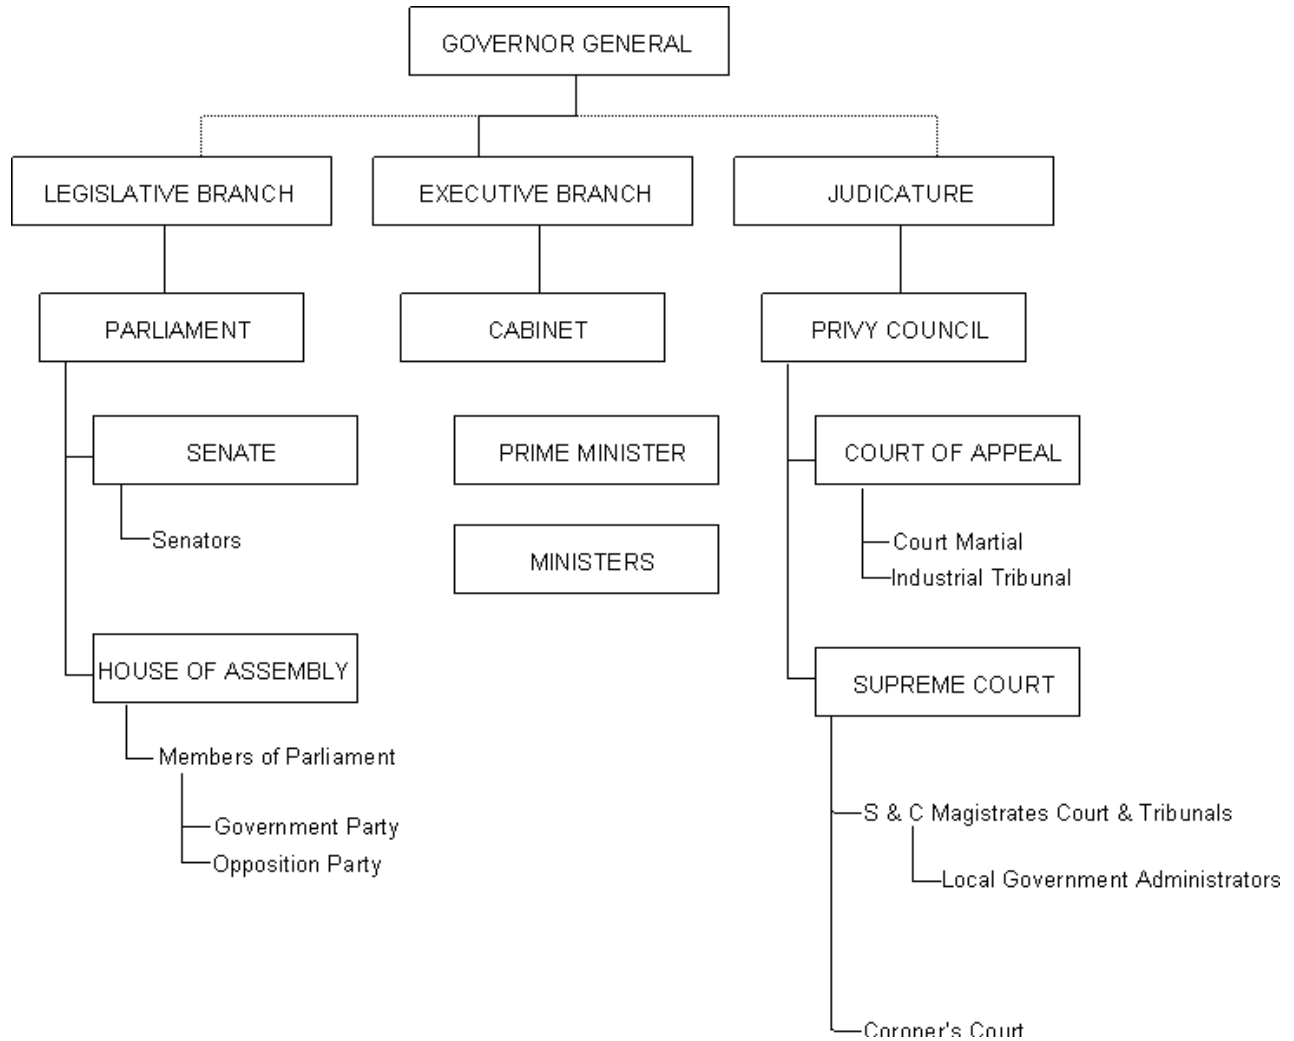 GOVERNOR GENERAL
LEGISLATIVE BRANCH
EXECUTIVE BRANCH
JUDICATURE
PARLIAMENT
CABINET
PRIVY COUNCIL
SENATE
PRIME MINISTER
COURT OF APPEAL
Senators
Court Martial
MINISTERS
Industrial Tribunal
HOUSE OF ASSEMBLY
SUPREME COURT
Members of Parliament
S & C Magistrates Court & Tribunals
Government Party
Opposition Party
Local Government Administrators
Coroner's Court